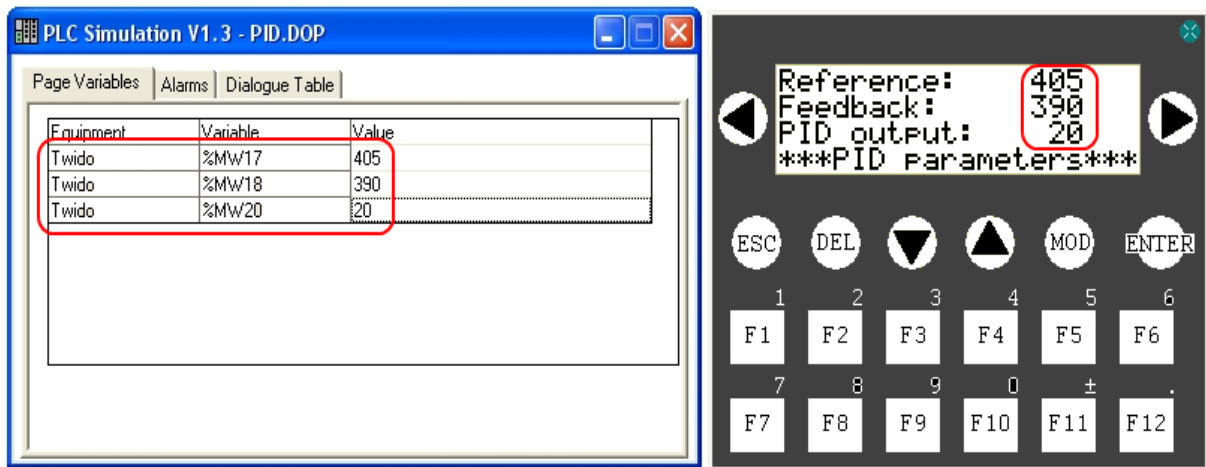 PLC Simulation V1.3 - PID.DOP
Page Variables Alarms Dialogue Table
Equipment Variable Value
Twido %MW17 405
Twido %MW18 390
Twido %MW20 20
Reference: 405
Feedback: 390
PID output: 20
***PID parameters***
ESC DEL MOD ENTER
1 2 3 4 5 6
F1 F2 F3 F4 F5 F6
7 8 9 0 ± .
F7 F8 F9 F10 F11 F12